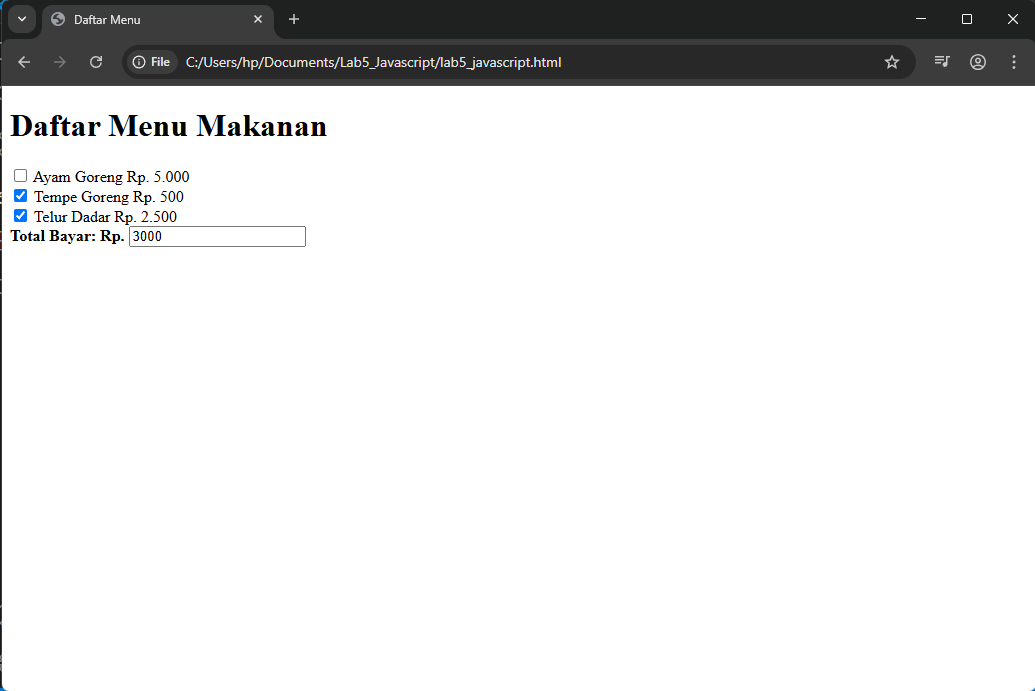 Daftar Menu
File C:/Users/hp/Documents/Lab5_Javascript/lab5_javascript.html
Daftar Menu Makanan
Ayam Goreng Rp. 5.000
Tempe Goreng Rp. 500
Telur Dadar Rp. 2.500
Total Bayar: Rp. 3000